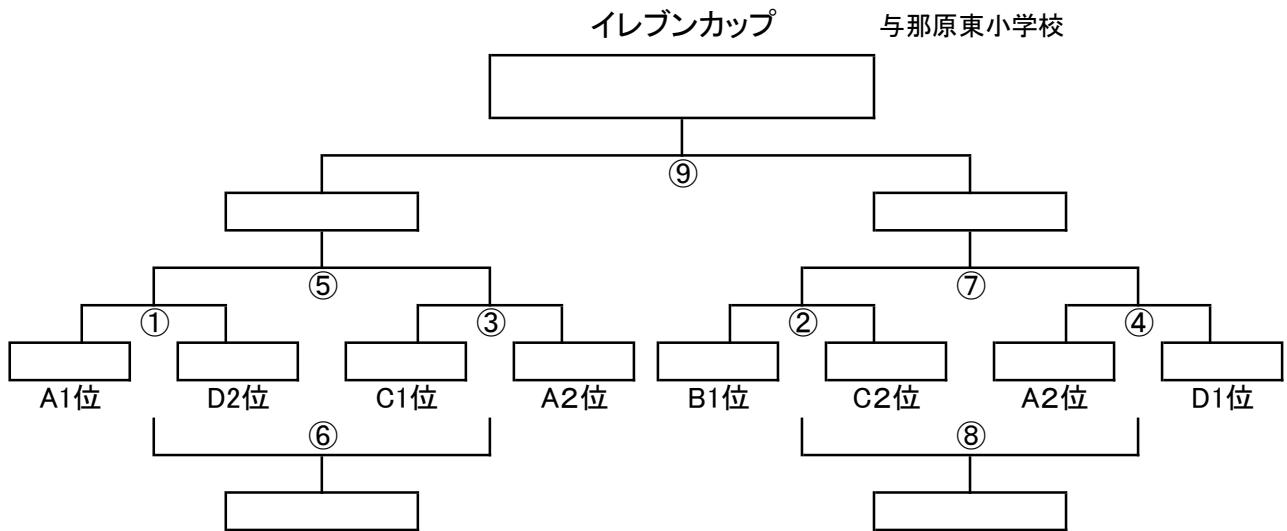 イレブンカップ 与那原東小学校
⑨
⑤ ⑦
① ③ ② ④
A1位 D2位 C1位 A2位 B1位 C2位 A2位 D1位
⑥ ⑧